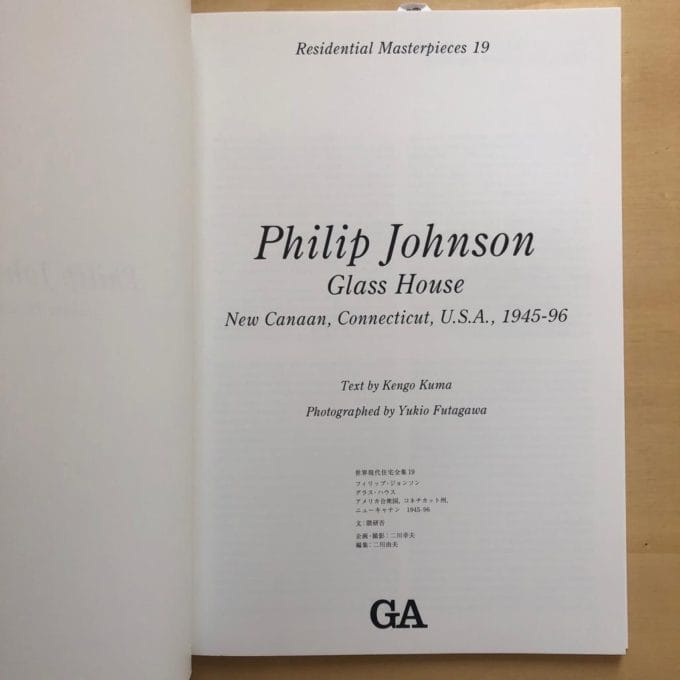 Residential Masterpieces 19
Philip Johnson
Glass House
New Canaan, Connecticut, U.S.A., 1945-96
Text by Kengo Kuma
Photographed by Yukio Futagawa
世界現代住宅全集19
フィリップ・ジョンソン
グラス・ハウス
アメリカ合衆国, コネチカット州,
ニューキャナン 1945-96
文:隈研吾
企画・撮影:二川幸夫
編集:二川由夫
GA